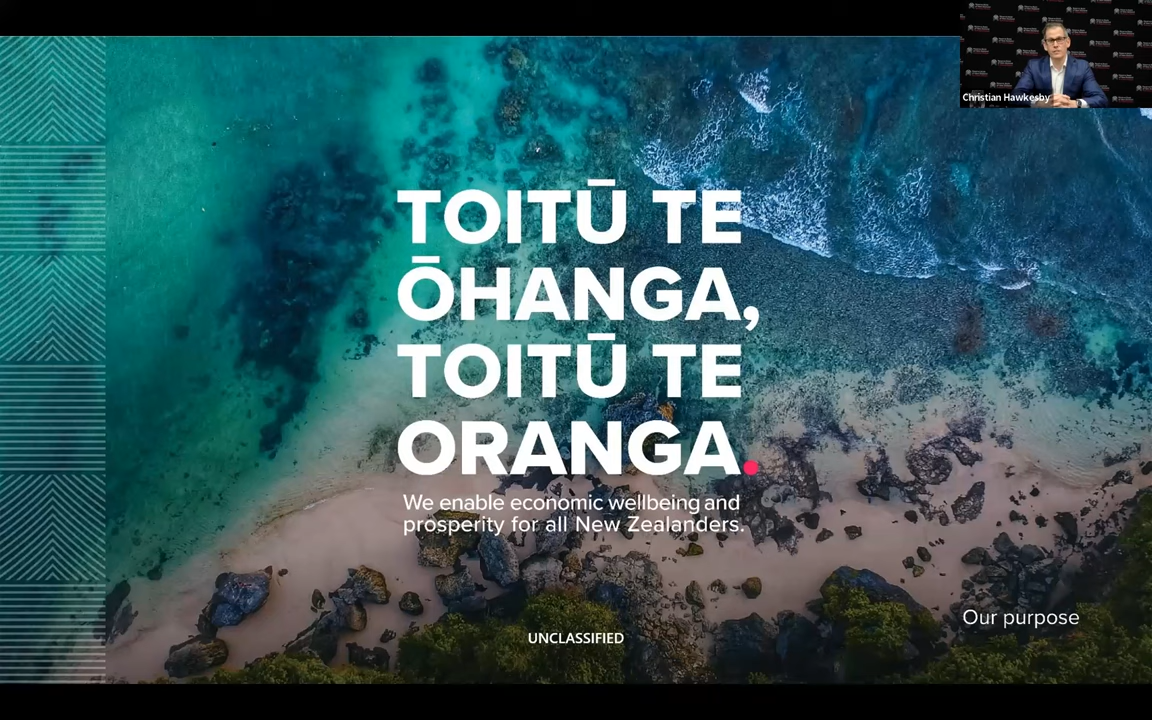 Christian Hawkesby
TOITŪ TE
ŌHANGA,
TOITŪ TE
ORANGA.
We enable economic wellbeing and
prosperity for all New Zealanders.
Our purpose
UNCLASSIFIED